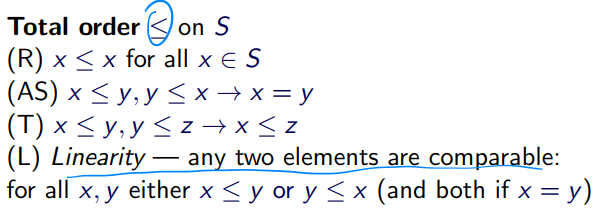 Total order ≤ on S
(R) x ≤ x for all x ∈ S
(AS) x ≤ y, y ≤ x → x = y
(T) x ≤ y, y ≤ z → x ≤ z
(L) Linearity — any two elements are comparable:
for all x, y either x ≤ y or y ≤ x (and both if x = y)